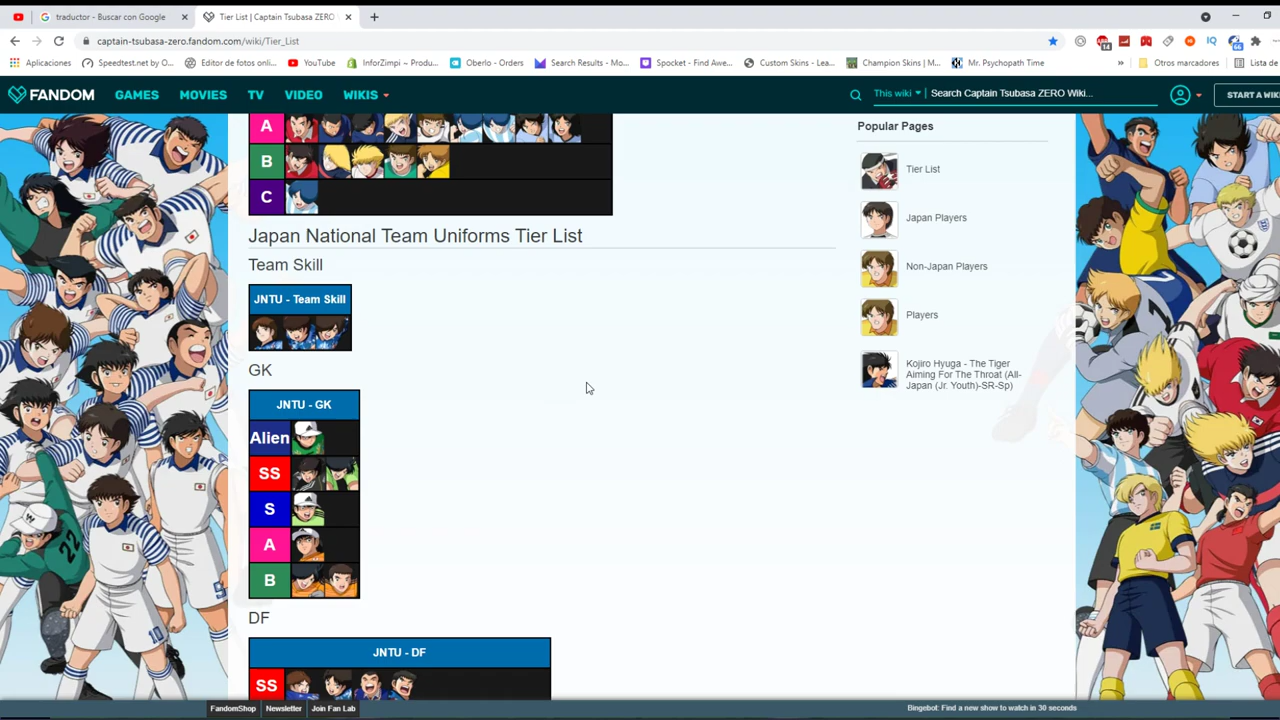 traductor - Buscar con Google
Tier List | Captain Tsubasa ZERO
captain-tsubasa-zero.fandom.com/wiki/Tier_List
14
66
Aplicaciones
Speedtest.net by O...
Editor de fotos onlin...
YouTube
InforZimpi – Produ...
Oberlo - Orders
Search Results - Mo...
Spocket - Find Awe...
Custom Skins - Lea...
Champion Skins | M...
Mr. Psychopath Time
»
Otros marcadores
Lista de
FANDOM
GAMES
MOVIES
TV
VIDEO
WIKIS
This wiki
Search Captain Tsubasa ZERO Wiki...
START A WIKI
A
B
C
Japan National Team Uniforms Tier List
Team Skill
JNTU - Team Skill
GK
JNTU - GK
Alien
SS
S
A
B
DF
JNTU - DF
SS
Popular Pages
Tier List
Japan Players
Non-Japan Players
Players
Kojiro Hyuga - The Tiger
Aiming For The Throat (All-
Japan (Jr. Youth)-SR-Sp)
W
22
10
FandomShop
Newsletter
Join Fan Lab
Bingebot: Find a new show to watch in 30 seconds